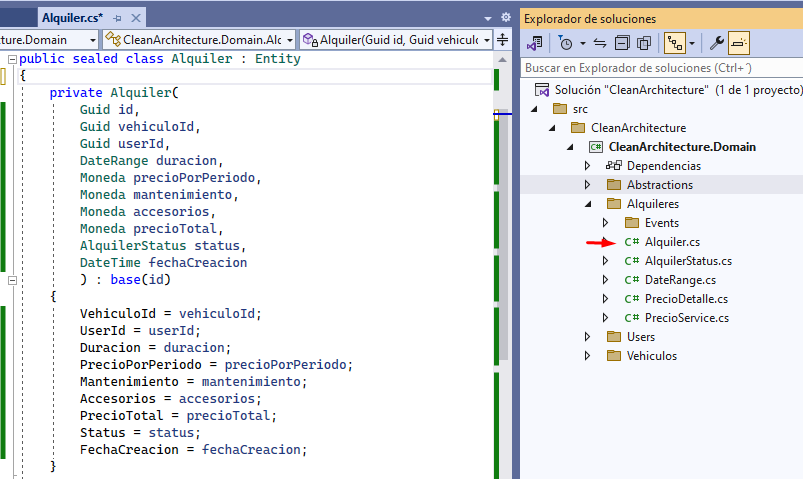 Alquiler.cs*
cture.Domain
CleanArchitecture.Domain.Alc
Alquiler(Guid id, Guid vehiculo
public sealed class Alquiler : Entity
{
private Alquiler(
Guid id,
Guid vehiculoId,
Guid userId,
DateRange duracion,
Moneda precioPorPeriodo,
Moneda mantenimiento,
Moneda accesorios,
Moneda precioTotal,
AlquilerStatus status,
DateTime fechaCreacion
) : base(id)
{
VehiculoId = vehiculoId;
UserId = userId;
Duracion = duracion;
PrecioPorPeriodo = precioPorPeriodo;
Mantenimiento = mantenimiento;
Accesorios = accesorios;
PrecioTotal = precioTotal;
Status = status;
FechaCreacion = fechaCreacion;
}
Explorador de soluciones
Buscar en Explorador de soluciones (Ctrl+´)
Solución "CleanArchitecture" (1 de 1 proyecto)
src
CleanArchitecture
C# CleanArchitecture.Domain
Dependencias
Abstractions
Alquileres
Events
C# Alquiler.cs
C# AlquilerStatus.cs
C# DateRange.cs
C# PrecioDetalle.cs
C# PrecioService.cs
Users
Vehiculos